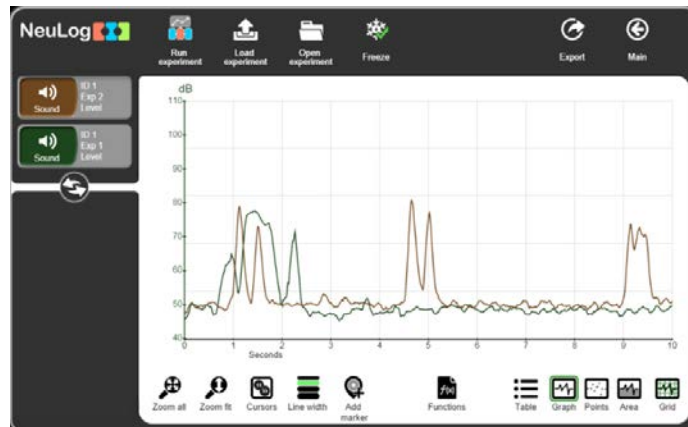 NeuLog
Run
experiment
Load
experiment
Open
experiment
Freeze
Export
Main
Sound
ID 1
Exp 2
Level
Sound
ID 1
Exp 1
Level
dB
110
100
90
80
70
60
50
40
0 1 2 3 4 5 6 7 8 9 10
Seconds
Zoom all
Zoom fit
Cursors
Line width
Add
marker
f(x)
Functions
Table
Graph
Points
Area
Grid